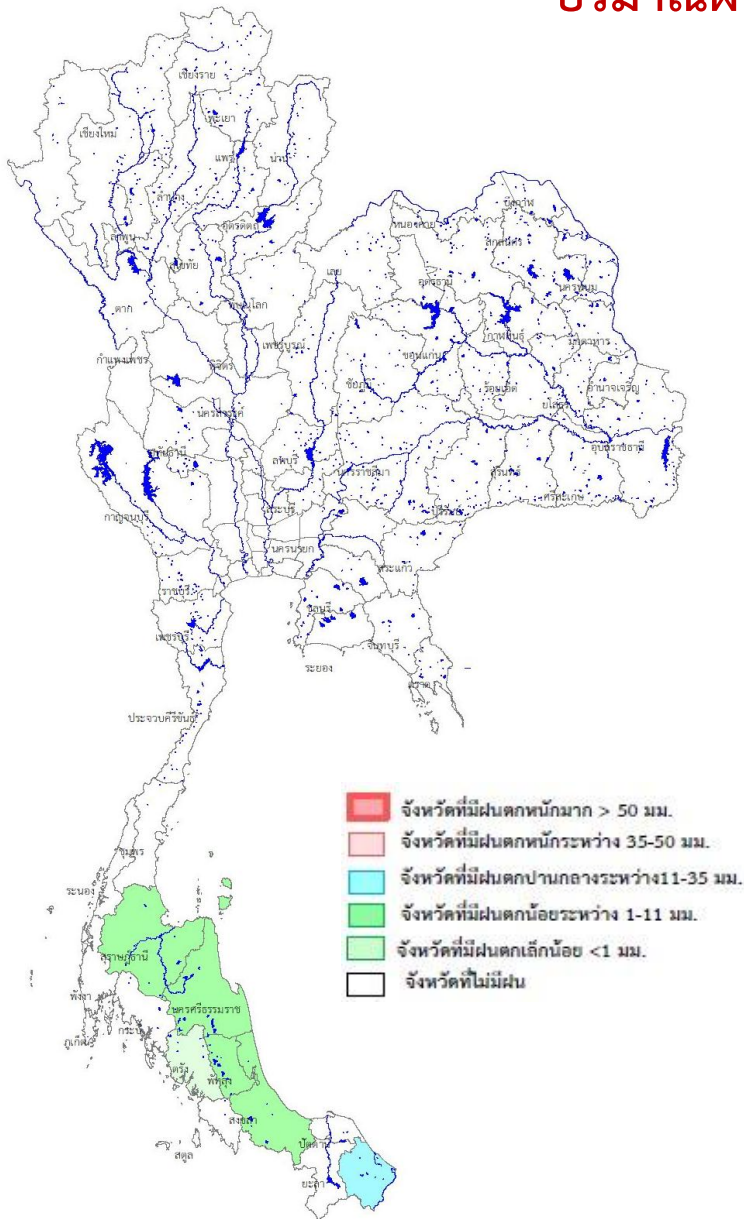 เชียงราย
พะเยา
เชียงใหม่
แพร่
น่าน
ลำปาง
บึงกาฬ
หนองคาย
อุตรดิตถ์
สกลนคร
ลำพูน
สุโขทัย
เลย
อุดรธานี
นครพนม
ตาก
พิษณุโลก
กาฬสินธุ์
มุกดาหาร
เพชรบูรณ์
กำแพงเพชร
พิจิตร
ขอนแก่น
ชัยภูมิ
ร้อยเอ็ด
อำนาจเจริญ
ยโสธร
นครสวรรค์
อุทัยธานี
ลพบุรี
นครราชสีมา
สุรินทร์
อุบลราชธานี
ศรีสะเกษ
สระบุรี
บุรีรัมย์
กาญจนบุรี
นครนายก
สระแก้ว
ราชบุรี
ชลบุรี
เพชรบุรี
จันทบุรี
ระยอง
ตราด
ประจวบคีรีขันธ์
จังหวัดที่มีฝนตกหนักมาก > 50 มม.
จังหวัดที่มีฝนตกหนักระหว่าง 35-50 มม.
จังหวัดที่มีฝนตกปานกลางระหว่าง11-35 มม.
จังหวัดที่มีฝนตกน้อยระหว่าง 1-11 มม.
จังหวัดที่มีฝนตกเล็กน้อย <1 มม.
จังหวัดที่ไม่มีฝน
ชุมพร
ระนอง
สุราษฎร์ธานี
พังงา
นครศรีธรรมราช
กระบี่
ภูเก็ต
ตรัง
พัทลุง
สงขลา
ปัตตานี
สตูล
ยะลา